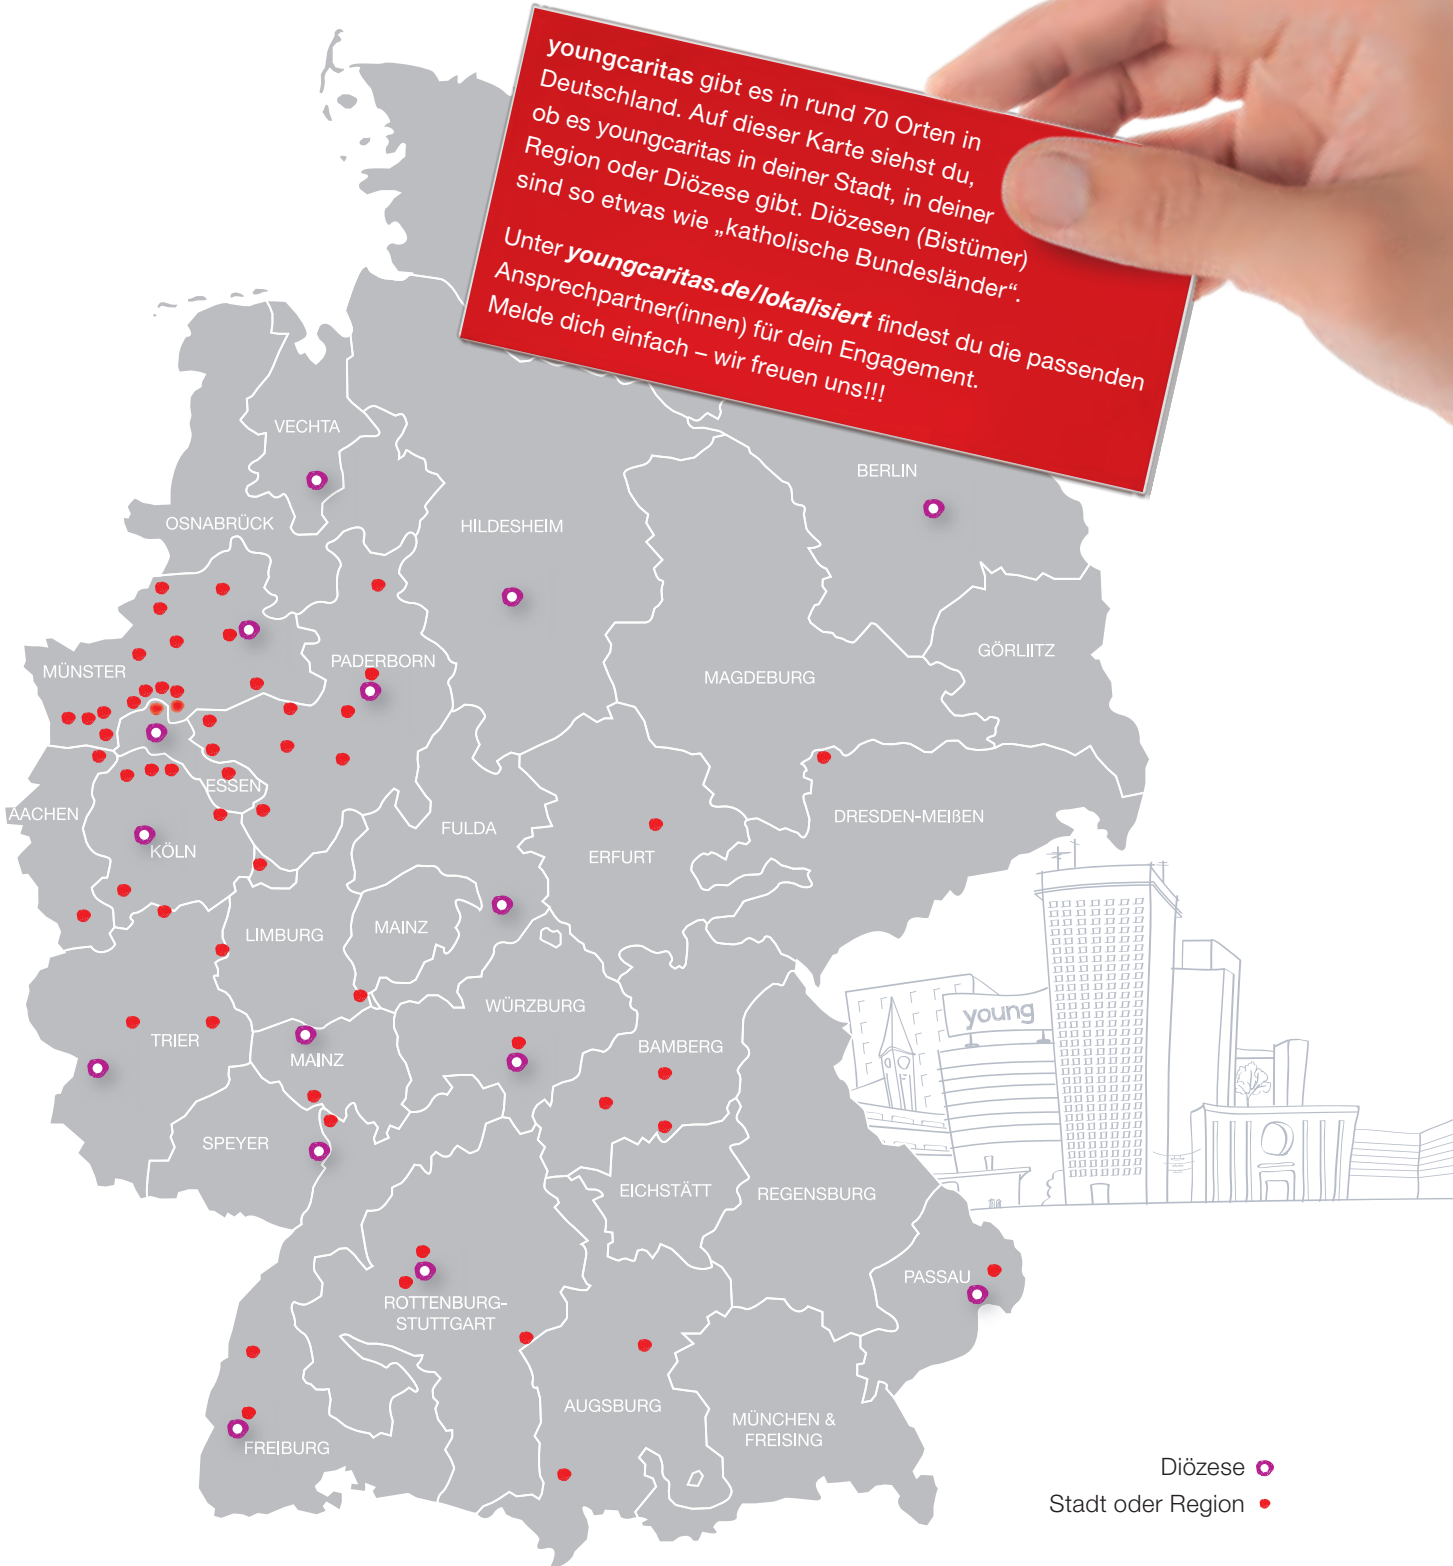 youngcaritas gibt es in rund 70 Orten in
Deutschland. Auf dieser Karte siehst du,
ob es youngcaritas in deiner Stadt, in deiner
Region oder Diözese gibt. Diözesen (Bistümer)
sind so etwas wie „katholische Bundesländer“.
Unter youngcaritas.de/lokalisiert findest du die passenden
Ansprechpartner(innen) für dein Engagement.
Melde dich einfach – wir freuen uns!!!
VECHTA
BERLIN
OSNABRÜCK
HILDESHEIM
GÖRLIITZ
PADERBORN
MÜNSTER
MAGDEBURG
ESSEN
AACHEN
DRESDEN-MEIßEN
FULDA
KÖLN
ERFURT
MAINZ
LIMBURG
WÜRZBURG
young
TRIER
BAMBERG
MAINZ
SPEYER
EICHSTÄTT
REGENSBURG
PASSAU
ROTTENBURG-
STUTTGART
AUGSBURG
MÜNCHEN &
FREISING
FREIBURG
Diözese
Stadt oder Region